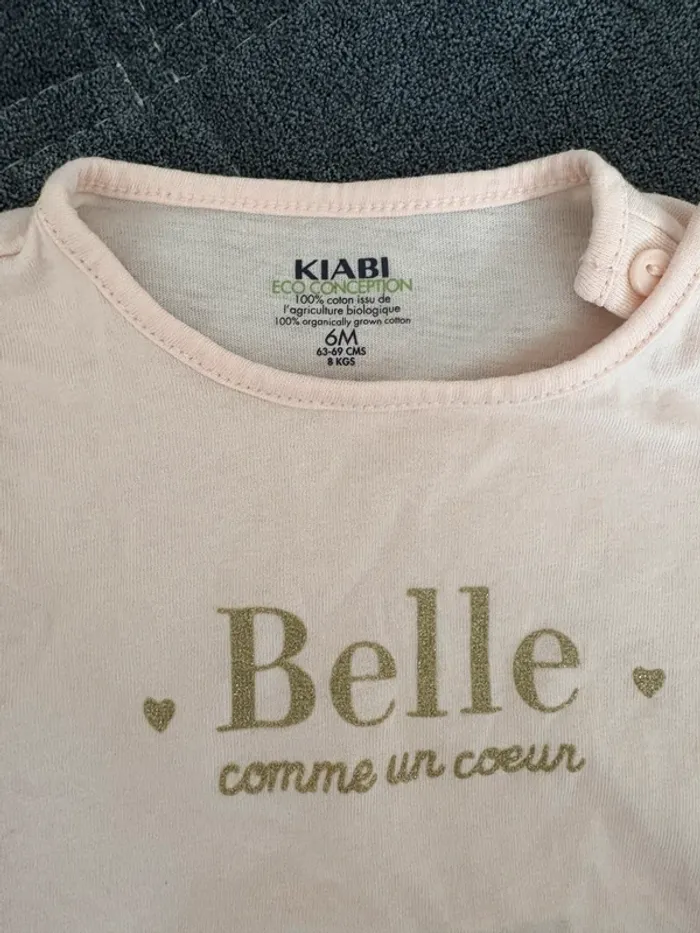 KIABI
ECO CONCEPTION
100% coton issu de
l'agriculture biologique
100% organically grown cotton
6M
63-69 CMS
8 KGS
Belle
comme un coeur